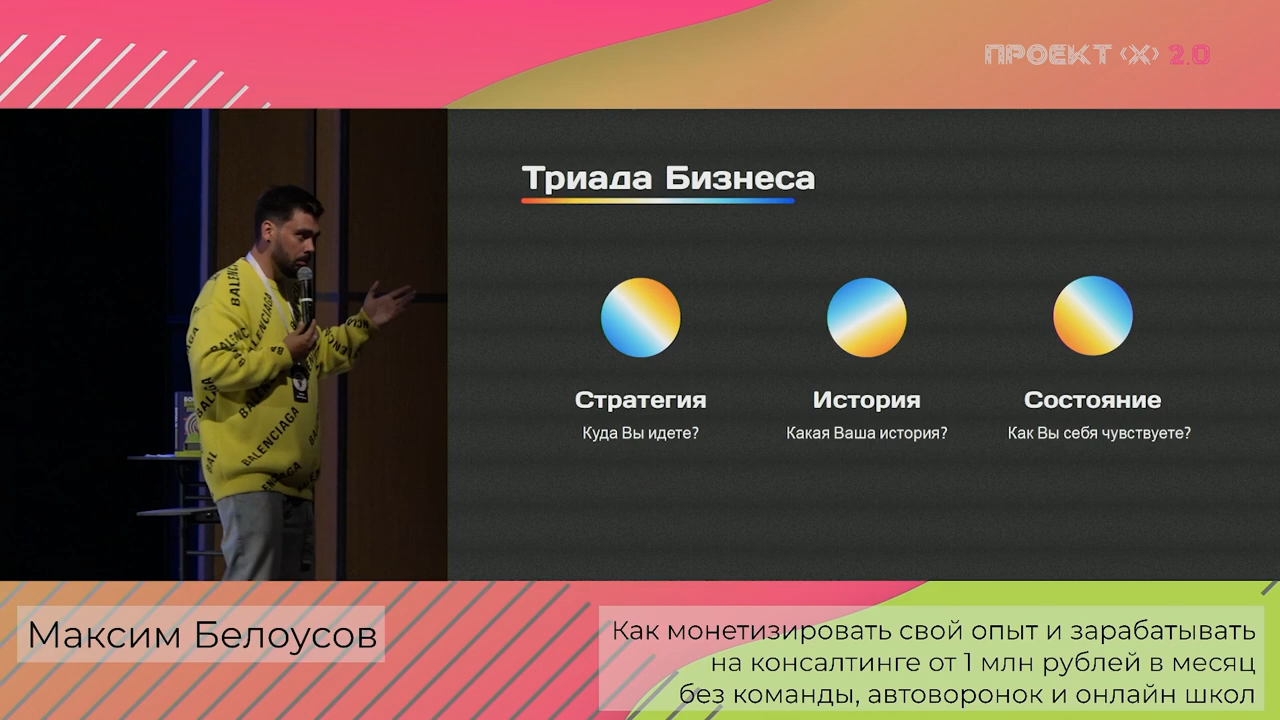 ПРОЕКТ ‹X› 2.0
Триада Бизнеса
Стратегия
Куда Вы идете?
История
Какая Ваша история?
Состояние
Как Вы себя чувствуете?
BALENCIAGA
Максим Белоусов
Как монетизировать свой опыт и зарабатывать
на консалтинге от 1 млн рублей в месяц
без команды, автоворонок и онлайн школ